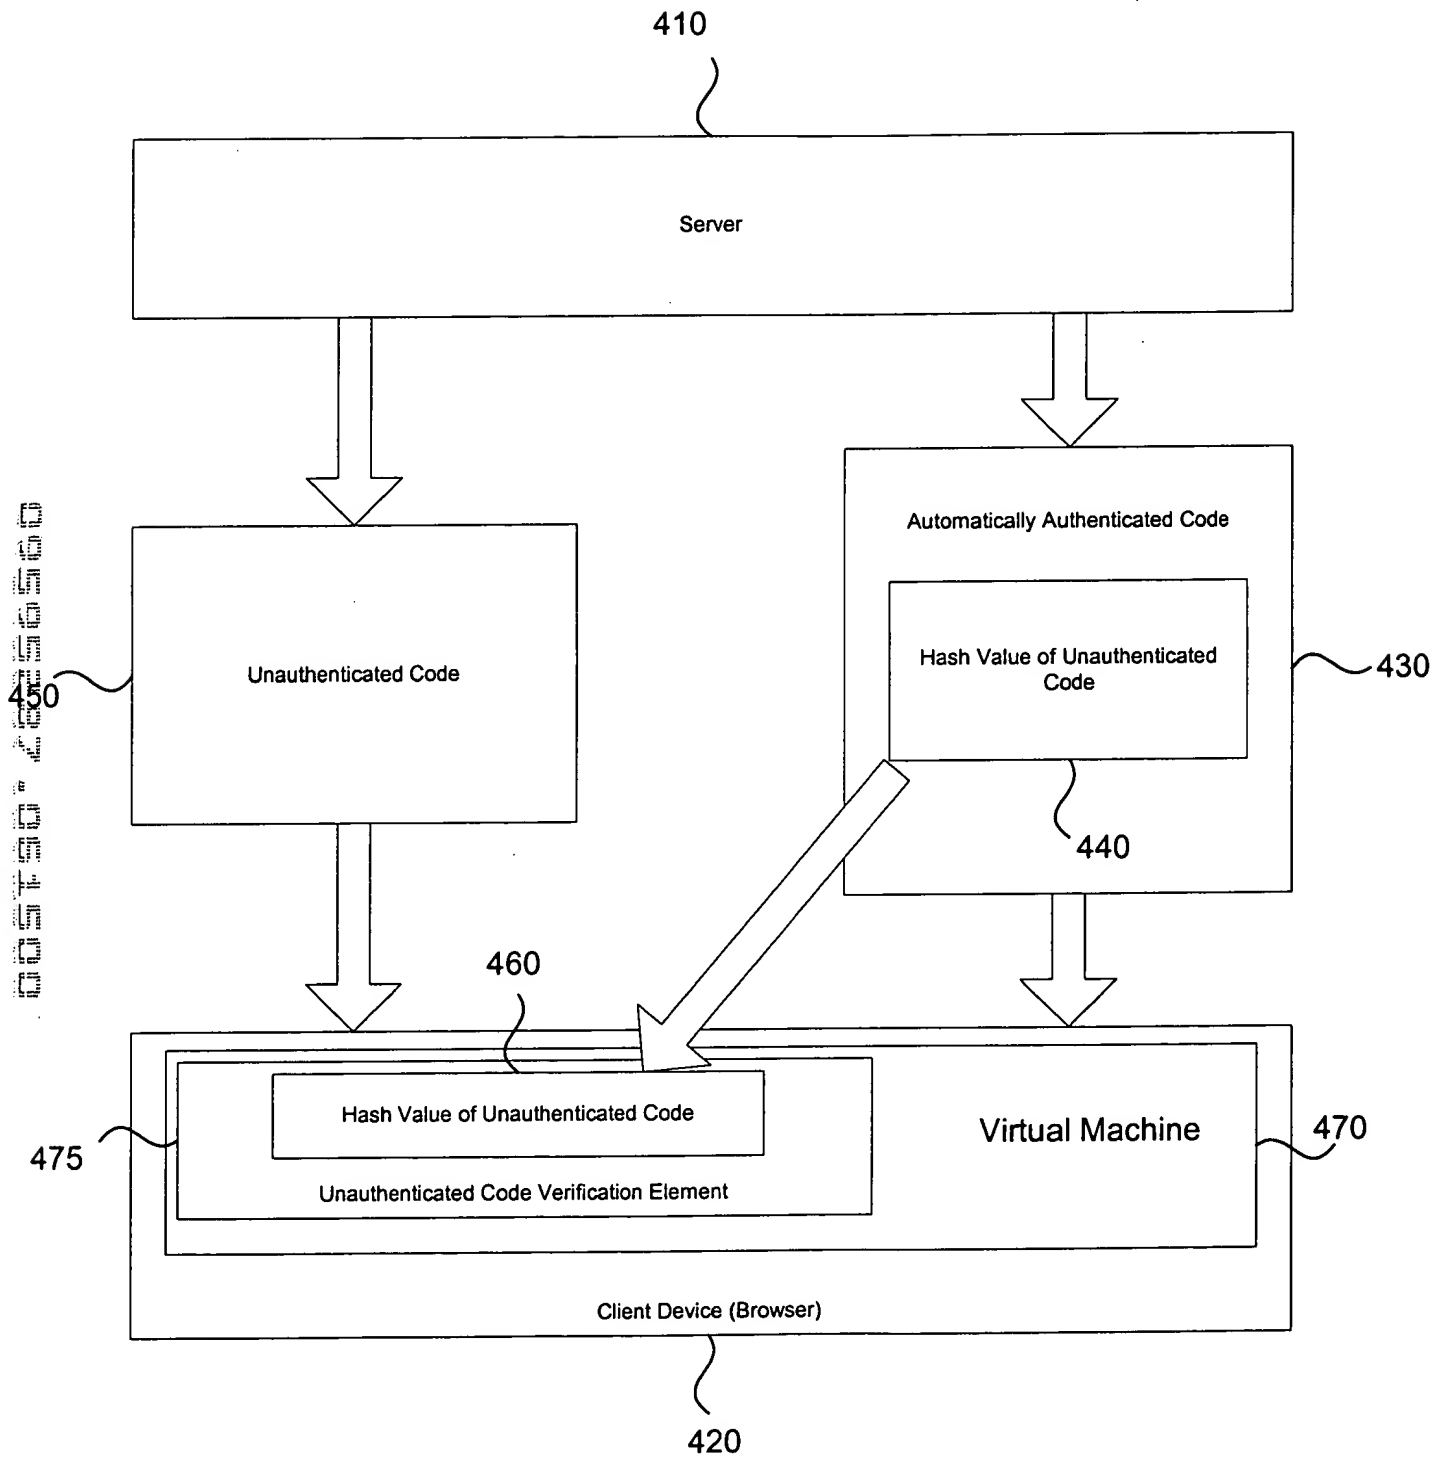 410
Server
Automatically Authenticated Code
Hash Value of Unauthenticated
Code
430
440
Unauthenticated Code
450
460
Hash Value of Unauthenticated Code
Virtual Machine
470
475
Unauthenticated Code Verification Element
Client Device (Browser)
420